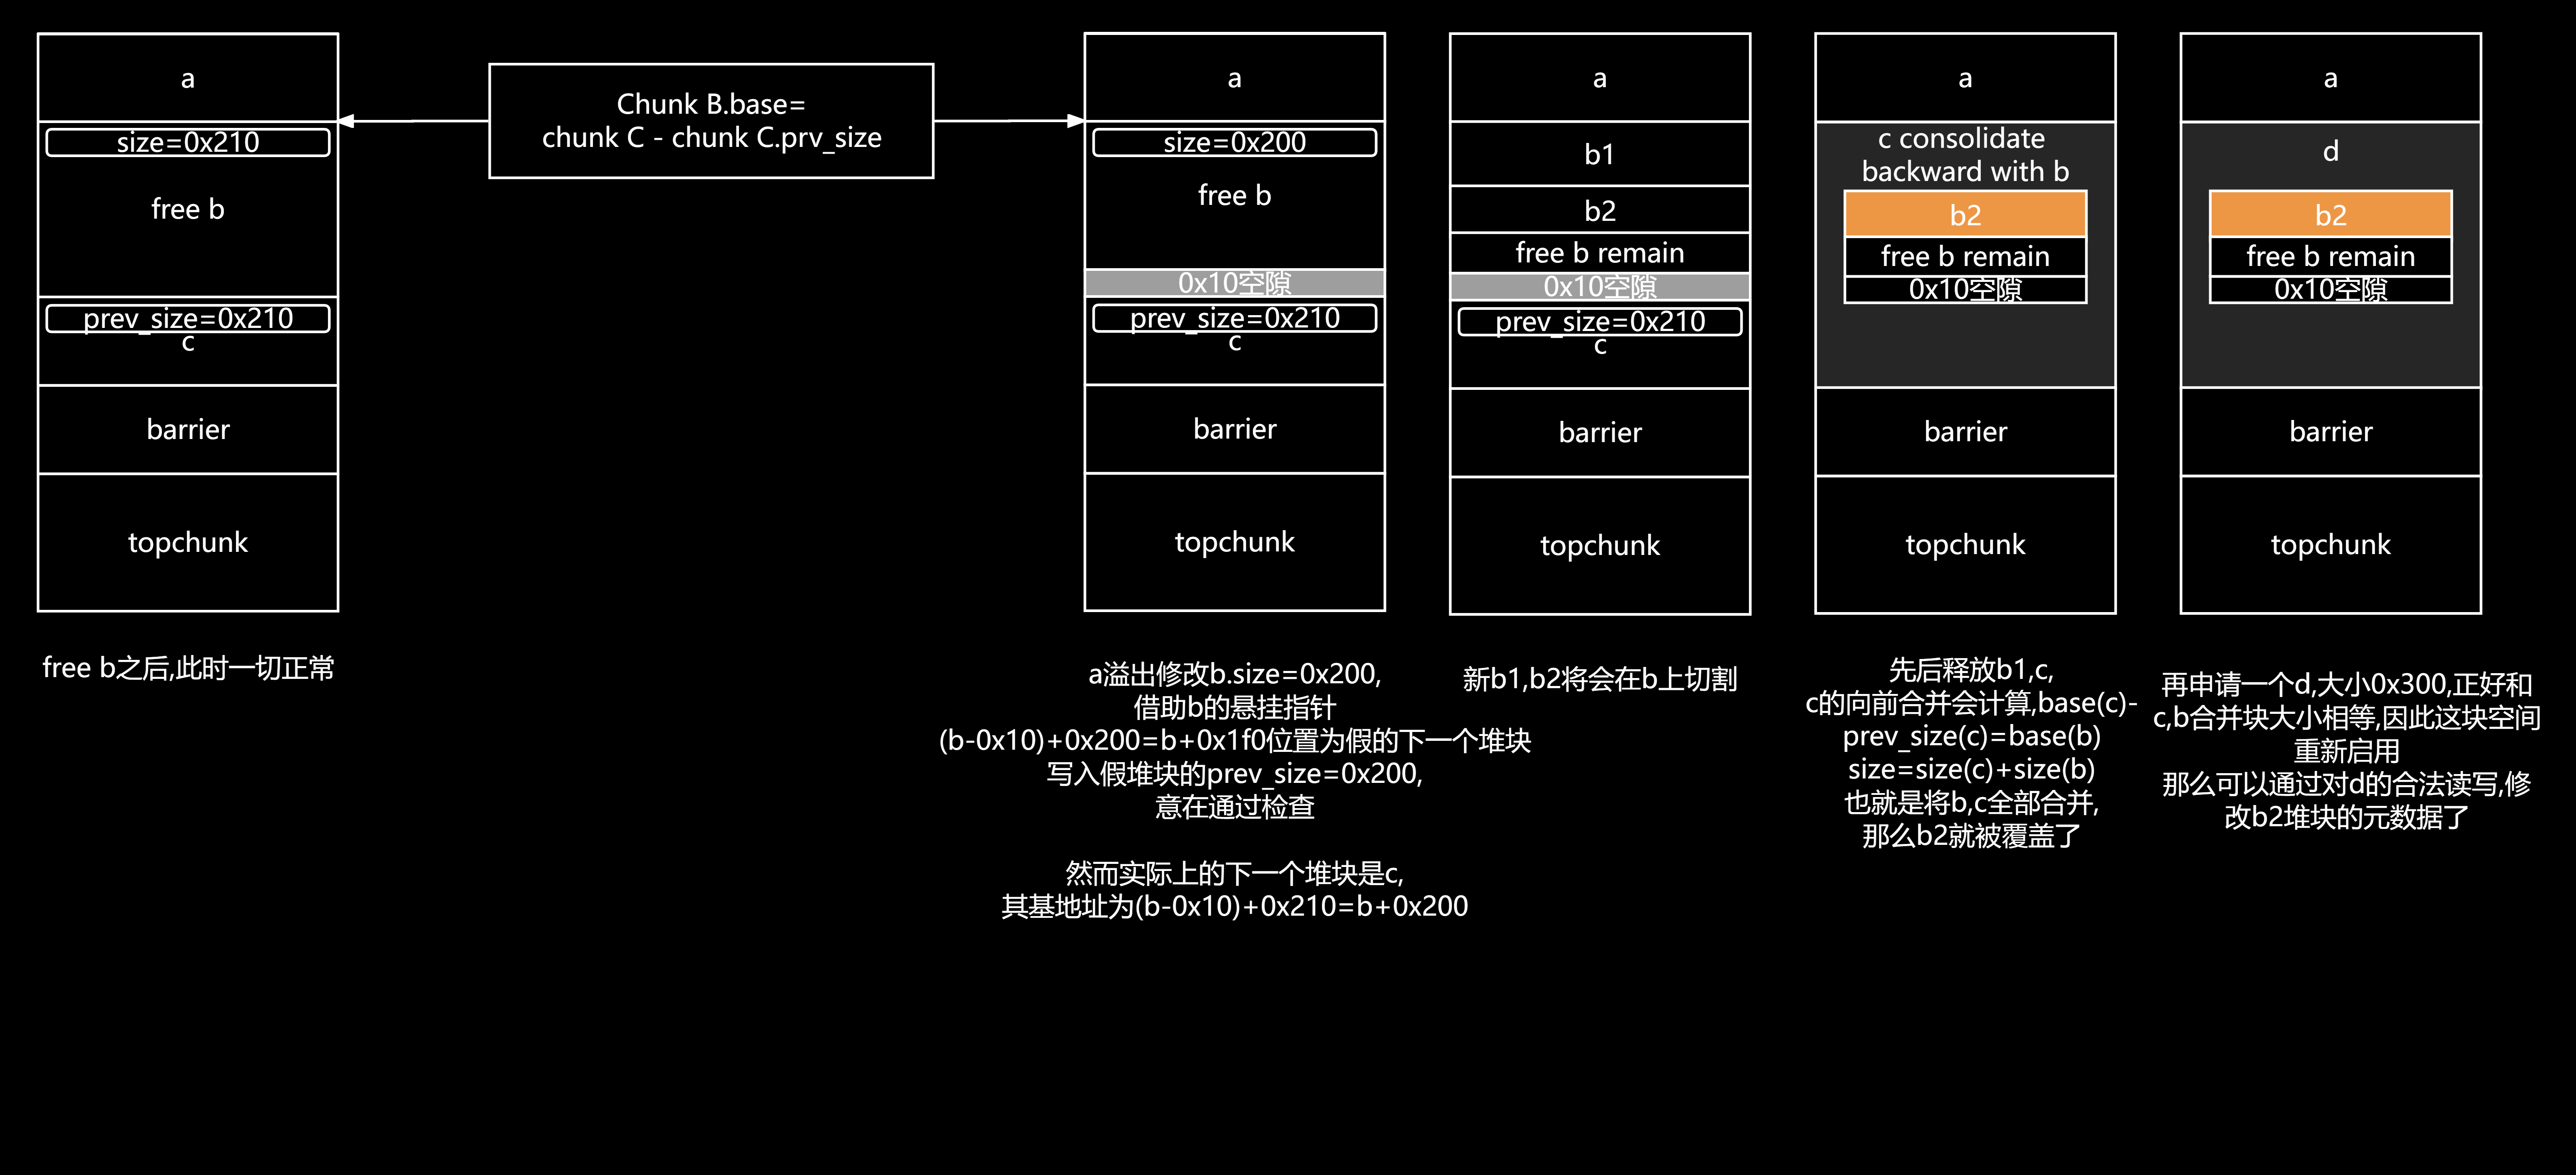 a
size=0x210
free b
prev_size=0x210
c
barrier
topchunk
free b之后,此时一切正常
Chunk B.base=
chunk C - chunk C.prv_size
a
size=0x200
free b
0x10空隙
prev_size=0x210
c
barrier
topchunk
a溢出修改b.size=0x200,
借助b的悬挂指针
(b-0x10)+0x200=b+0x1f0位置为假的下一个堆块
写入假堆块的prev_size=0x200,
意在通过检查
然而实际上的下一个堆块是c,
其基地址为(b-0x10)+0x210=b+0x200
a
b1
b2
free b remain
0x10空隙
prev_size=0x210
c
barrier
topchunk
新b1,b2将会在b上切割
a
c consolidate
backward with b
b2
free b remain
0x10空隙
barrier
topchunk
先后释放b1,c,
c的向前合并会计算,base(c)-
prev_size(c)=base(b)
size=size(c)+size(b)
也就是将b,c全部合并,
那么b2就被覆盖了
a
d
b2
free b remain
0x10空隙
barrier
topchunk
再申请一个d,大小0x300,正好和
c,b合并块大小相等,因此这块空间
重新启用
那么可以通过对d的合法读写,修
改b2堆块的元数据了